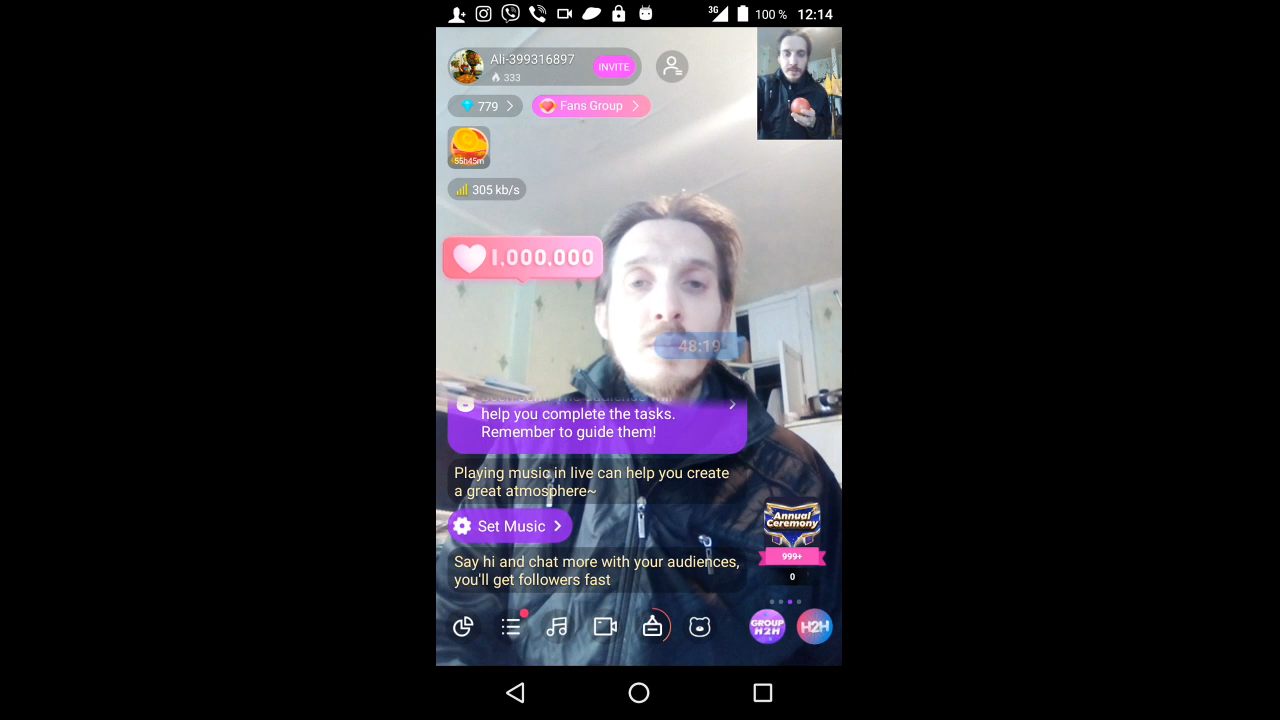 3G 100 % 12:14
Ali-399316897
333
INVITE
779
Fans Group
55h45m
305 kb/s
1,000,000
48:19
help you complete the tasks.
Remember to guide them!
Playing music in live can help you create
a great atmosphere~
Set Music
Say hi and chat more with your audiences,
you'll get followers fast
Annual
Ceremony
999+
0
GROUP
H2H
H2H